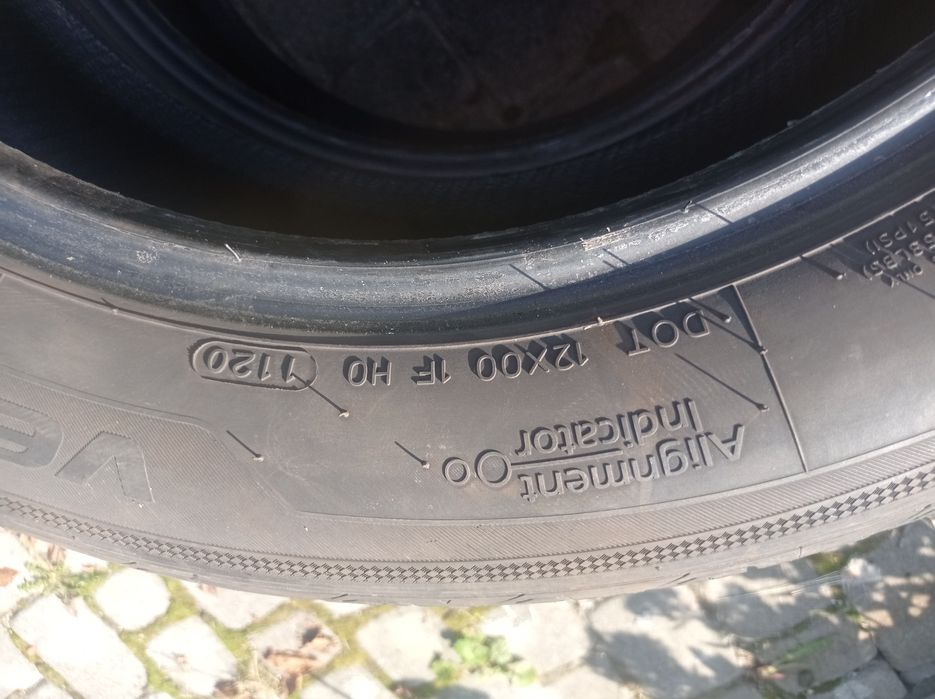 Alignment
Indicator
DOT 12X00 1F H0 1120